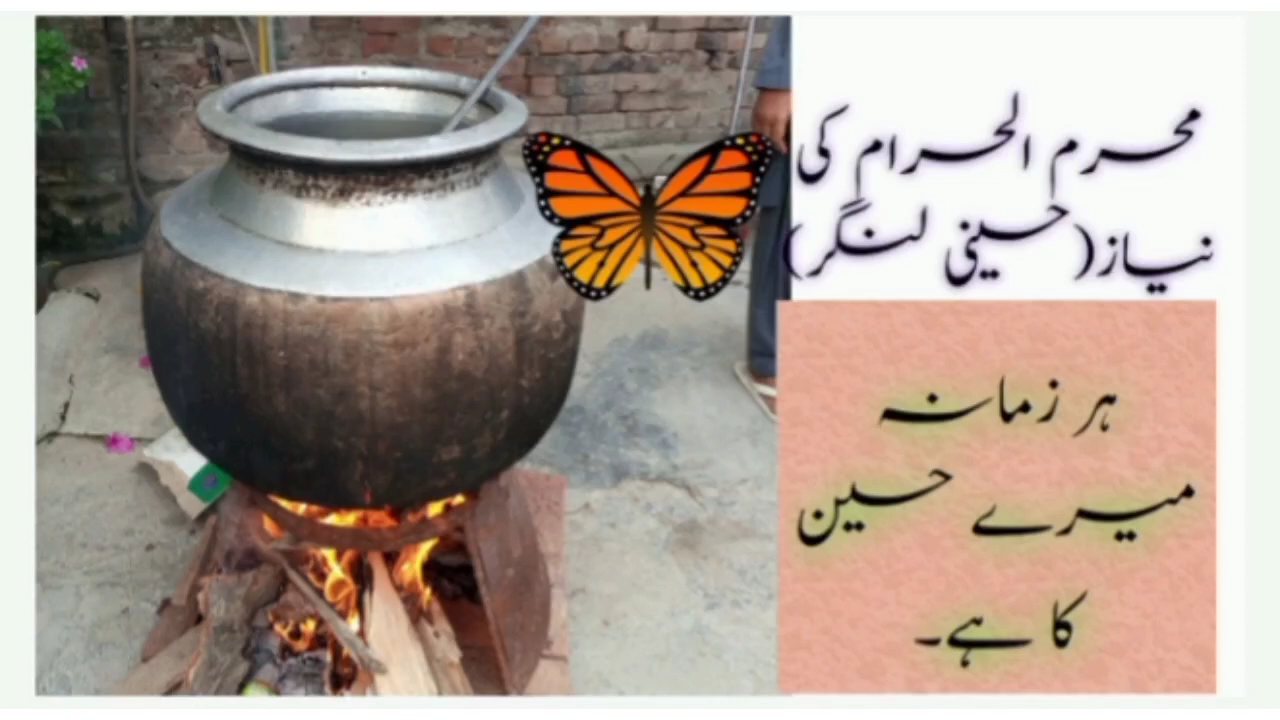 محرم الحرام کی
نیاز(حسینی لنگر)
ہر زمانہ
میرے حسین
کا ہے۔